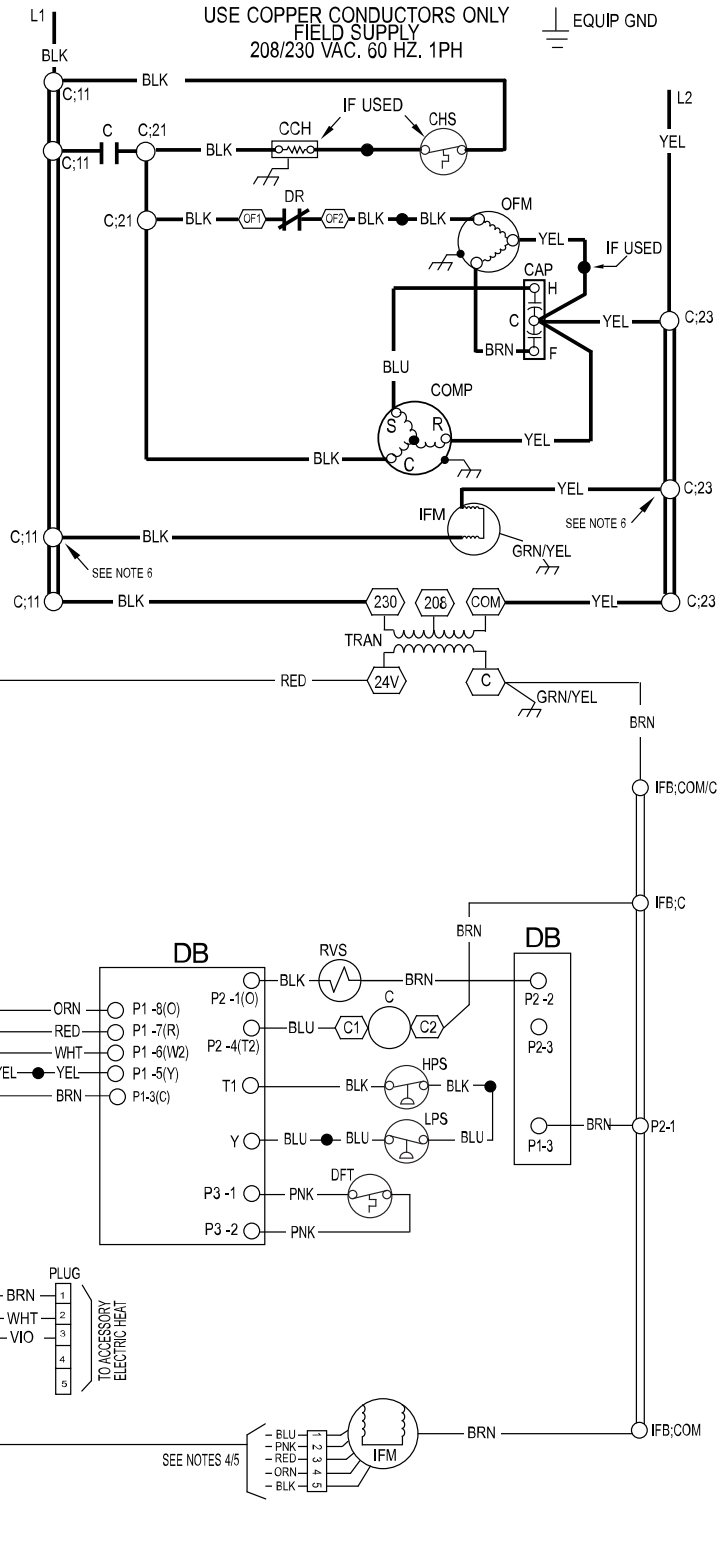 L1
USE COPPER CONDUCTORS ONLY
FIELD SUPPLY
208/230 VAC. 60 HZ. 1PH
EQUIP GND
BLK
C;11
BLK
L2
IF USED
CCH
CHS
C
C;21
C;11
BLK
YEL
DR
C;21
BLK
OF1
OF2
BLK
BLK
OFM
YEL
IF USED
CAP
H
C
YEL
C;23
BRN
F
BLU
COMP
S
R
YEL
C
BLK
YEL
C;23
IFM
SEE NOTE 6
C;11
BLK
GRN/YEL
SEE NOTE 6
C;11
BLK
230
208
COM
YEL
C;23
TRAN
RED
24V
C
GRN/YEL
BRN
IFB;COM/C
IFB;C
BRN
DB
DB
RVS
BLK
BRN
P2 -1(O)
P2 -2
C
ORN
P1 -8(O)
BLU
C1
C2
RED
P1 -7(R)
P2 -4(T2)
P2-3
WHT
P1 -6(W2)
YEL
YEL
P1 -5(Y)
HPS
T1
BLK
BLK
BRN
P1-3(C)
LPS
Y
BLU
BLU
BLU
BRN
P2-1
P1-3
DFT
P3 -1
PNK
P3 -2
PNK
PLUG
BRN
1
WHT
2
VIO
3
4
5
TO ACCESSORY
ELECTRIC HEAT
SEE NOTES 4/5
BLU
1
PNK
2
RED
3
ORN
4
BLK
5
IFM
BRN
IFB;COM